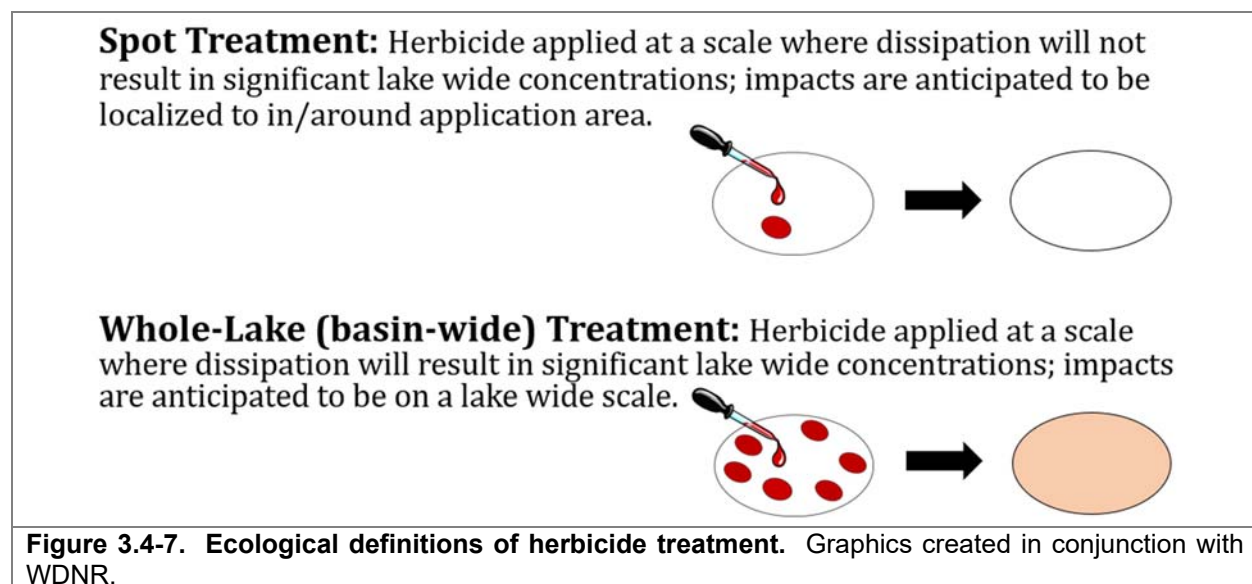 Spot Treatment: Herbicide applied at a scale where dissipation will not
result in significant lake wide concentrations; impacts are anticipated to be
localized to in/around application area.
Whole-Lake (basin-wide) Treatment: Herbicide applied at a scale
where dissipation will result in significant lake wide concentrations; impacts
are anticipated to be on a lake wide scale.
Figure 3.4-7. Ecological definitions of herbicide treatment. Graphics created in conjunction with
WDNR.